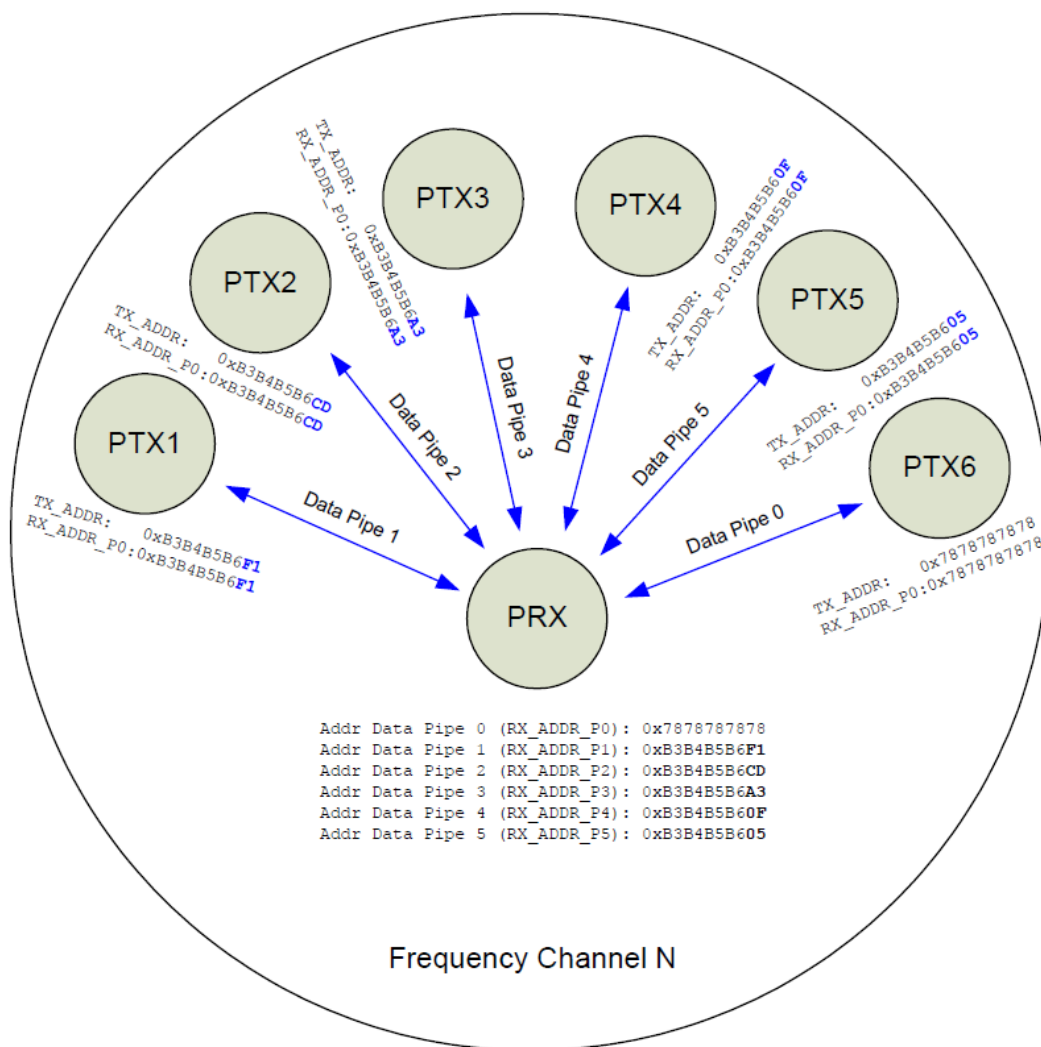 PTX3
PTX4
PTX2
PTX5
PTX1
PTX6
TX_ADDR: 0xB3B4B5B6A3
RX_ADDR_P0:0xB3B4B5B6A3
TX_ADDR: 0xB3B4B5B60F
RX_ADDR_P0:0xB3B4B5B60F
TX_ADDR: 0xB3B4B5B6CD
RX_ADDR_P0:0xB3B4B5B6CD
TX_ADDR: 0xB3B4B5B605
RX_ADDR_P0:0xB3B4B5B605
TX_ADDR: 0xB3B4B5B6F1
RX_ADDR_P0:0xB3B4B5B6F1
TX_ADDR: 0x7878787878
RX_ADDR_P0:0x7878787878
Data Pipe 1
Data Pipe 2
Data Pipe 3
Data Pipe 4
Data Pipe 5
Data Pipe 0
PRX
Addr Data Pipe 0 (RX_ADDR_P0): 0x7878787878
Addr Data Pipe 1 (RX_ADDR_P1): 0xB3B4B5B6F1
Addr Data Pipe 2 (RX_ADDR_P2): 0xB3B4B5B6CD
Addr Data Pipe 3 (RX_ADDR_P3): 0xB3B4B5B6A3
Addr Data Pipe 4 (RX_ADDR_P4): 0xB3B4B5B60F
Addr Data Pipe 5 (RX_ADDR_P5): 0xB3B4B5B605
Frequency Channel N